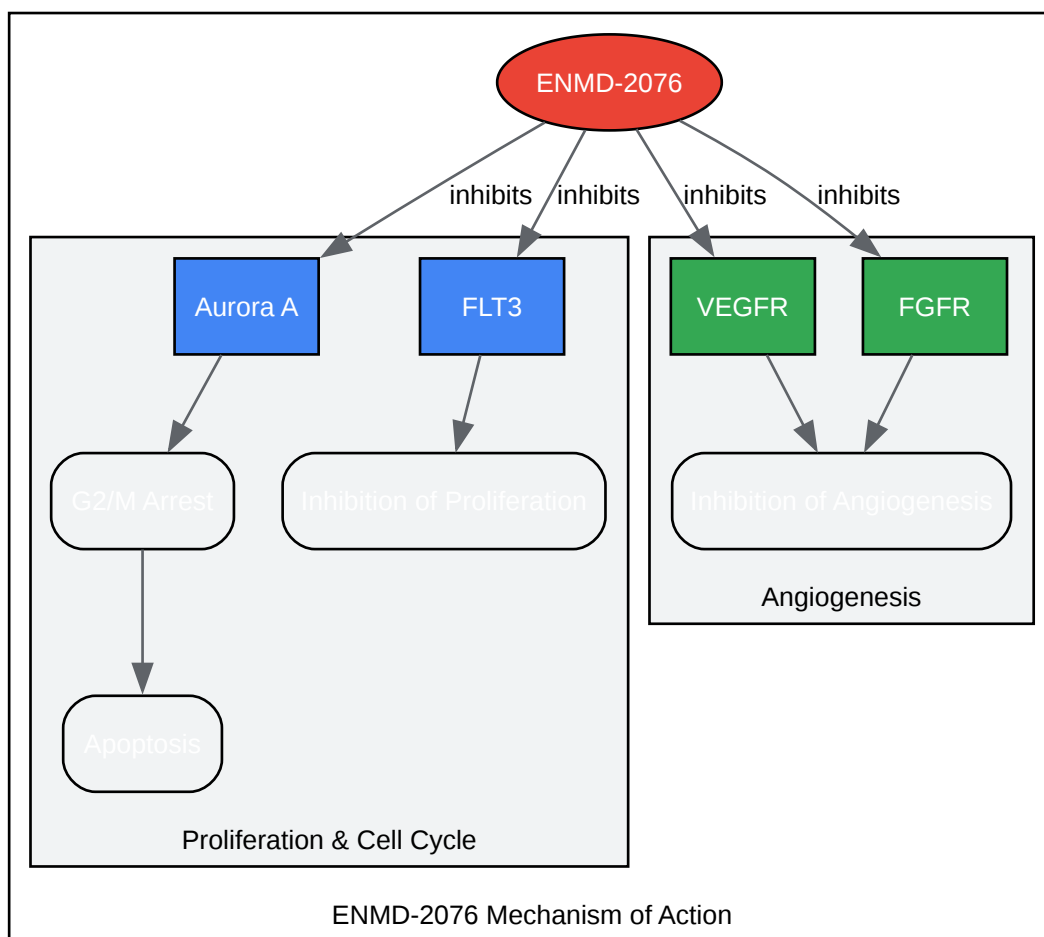 ENMD-2076
inhibits
inhibits
inhibits
inhibits
Aurora A
FLT3
VEGFR
FGFR
G2/M Arrest
Inhibition of Proliferation
Inhibition of Angiogenesis
Angiogenesis
Apoptosis
Proliferation & Cell Cycle
ENMD-2076 Mechanism of Action